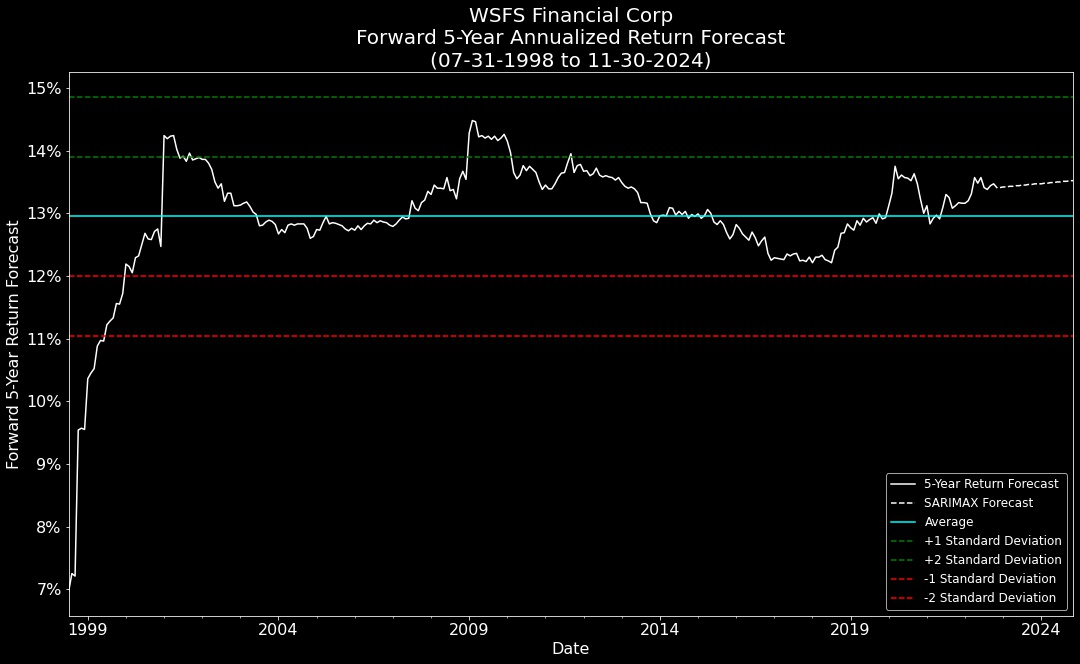 WSFS Financial Corp
Forward 5-Year Annualized Return Forecast
(07-31-1998 to 11-30-2024)
Forward 5-Year Return Forecast
15%
14%
13%
12%
11%
10%
9%
8%
7%
5-Year Return Forecast
SARIMAX Forecast
Average
+1 Standard Deviation
+2 Standard Deviation
-1 Standard Deviation
-2 Standard Deviation
1999 2004 2009 2014 2019 2024
Date